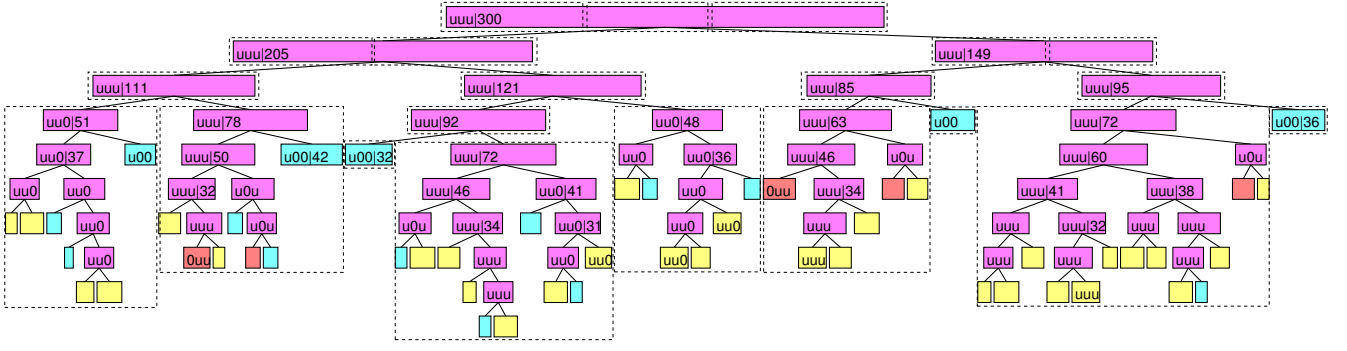 uuu|300
uuu|205 uuu|149
uuu|111 uuu|121 uuu|85 uuu|95
uu0|51 uuu|78 uuu|92 uu0|48 uuu|63 u00 uuu|72 u00|36
uu0|37 u00 uuu|50 u00|42 u00|32 uuu|72 uu0 uu0|36 uuu|46 u0u uuu|60 u0u
uu0 uu0 uuu|32 u0u uuu|46 uu0|41 uu0 0uu uuu|34 uuu|41 uuu|38
uu0 uuu u0u u0u uuu|34 uu0|31 uu0 uu0 uuu uuu uuu|32 uuu uuu
uu0 0uu uuu uu0 uu0 uu0 uuu uuu uuu uuu
uuu uuu